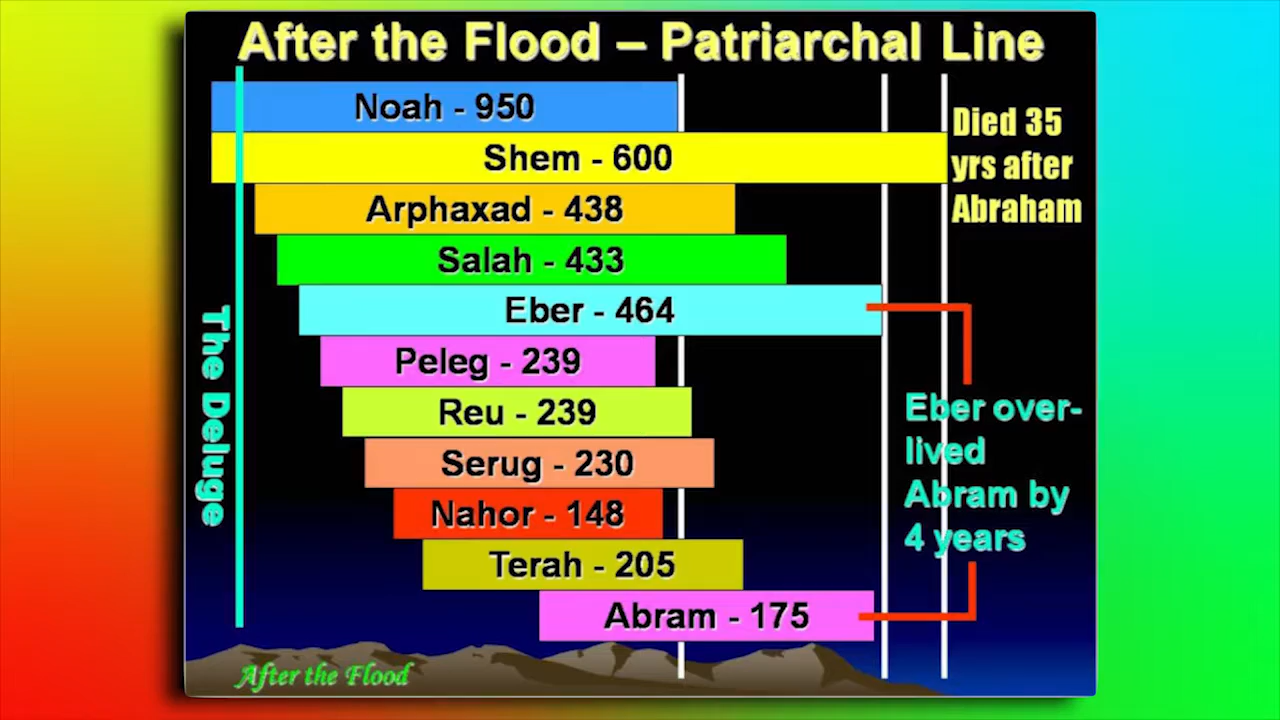 After the Flood – Patriarchal Line
Noah - 950
Shem - 600
Died 35
yrs after
Abraham
Arphaxad - 438
Salah - 433
Eber - 464
Peleg - 239
Reu - 239
Serug - 230
Nahor - 148
Terah - 205
Abram - 175
The Deluge
Eber over-
lived
Abram by
4 years
After the Flood